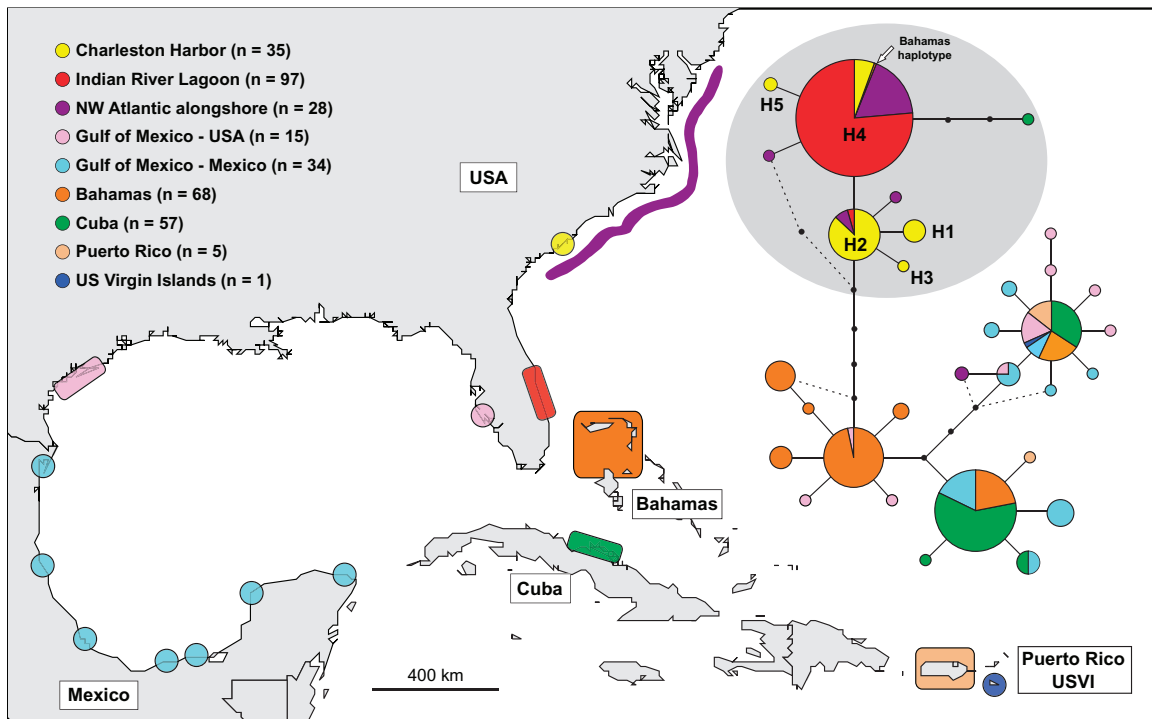 Charleston Harbor (n = 35)
Indian River Lagoon (n = 97)
NW Atlantic alongshore (n = 28)
Gulf of Mexico - USA (n = 15)
Gulf of Mexico - Mexico (n = 34)
Bahamas (n = 68)
Cuba (n = 57)
Puerto Rico (n = 5)
US Virgin Islands (n = 1)
USA
Bahamas
haplotype
H5
H4
H2
H1
H3
Bahamas
Cuba
Mexico
400 km
Puerto Rico
USVI